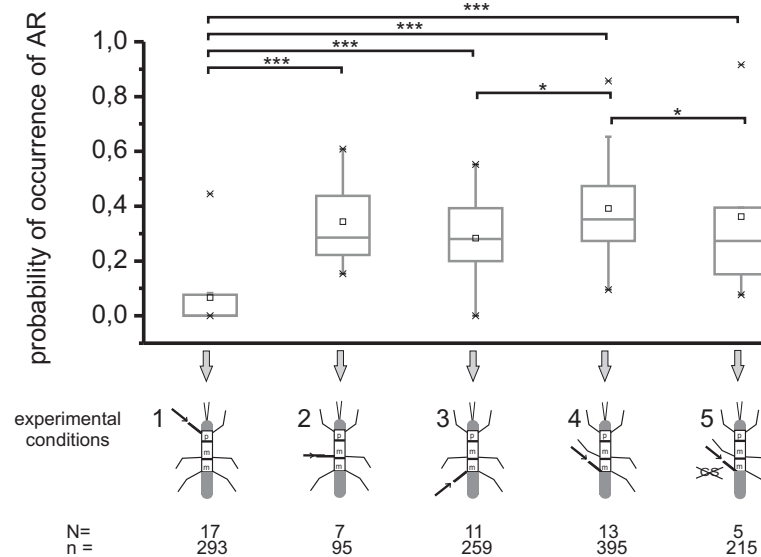 ***
***
***
***
*
*
probability of occurrence of AR
1,0
0,8
0,6
0,4
0,2
0,0
experimental
conditions
1 2 3 4 5
p p p p p
m m m m m
m m m m m
cs
N= 17 7 11 13 5
n = 293 95 259 395 215